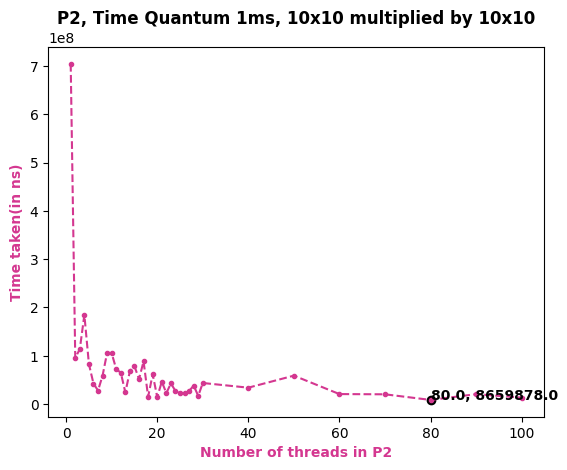 P2, Time Quantum 1ms, 10x10 multiplied by 10x10
1e8
7
6
5
4
3
2
1
0
Time taken(in ns)
80.0, 8659878.0
0 20 40 60 80 100
Number of threads in P2